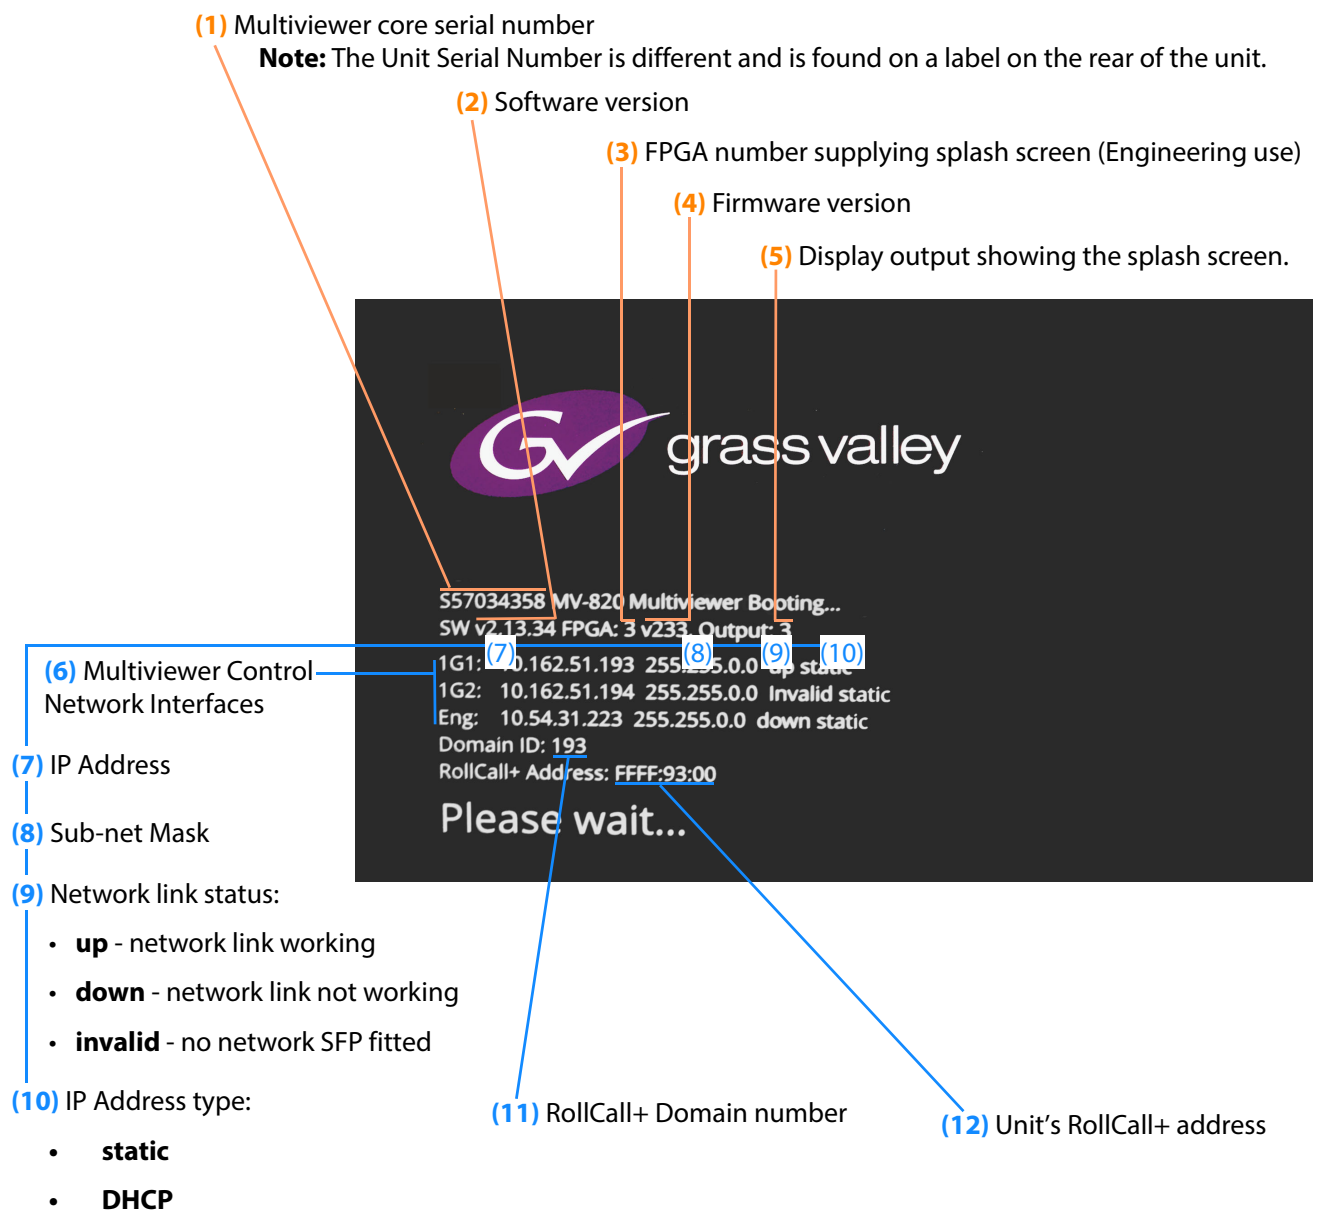 (1) Multiviewer core serial number
Note: The Unit Serial Number is different and is found on a label on the rear of the unit.
(2) Software version
(3) FPGA number supplying splash screen (Engineering use)
(4) Firmware version
(5) Display output showing the splash screen.
GV grass valley
S57034358 MV-820 Multiviewer Booting...
SW v2.13.34 FPGA: 3 v233, Output: 3
(7) (8) (9) (10)
1G1: 10.162.51.193 255.255.0.0 up static
1G2: 10.162.51.194 255.255.0.0 Invalid static
Eng: 10.54.31.223 255.255.0.0 down static
Domain ID: 193
RollCall+ Address: FFFF:93:00
Please wait...
(6) Multiviewer Control
Network Interfaces
(7) IP Address
(8) Sub-net Mask
(9) Network link status:
• up - network link working
• down - network link not working
• invalid - no network SFP fitted
(10) IP Address type:
• static
• DHCP
(11) RollCall+ Domain number
(12) Unit's RollCall+ address